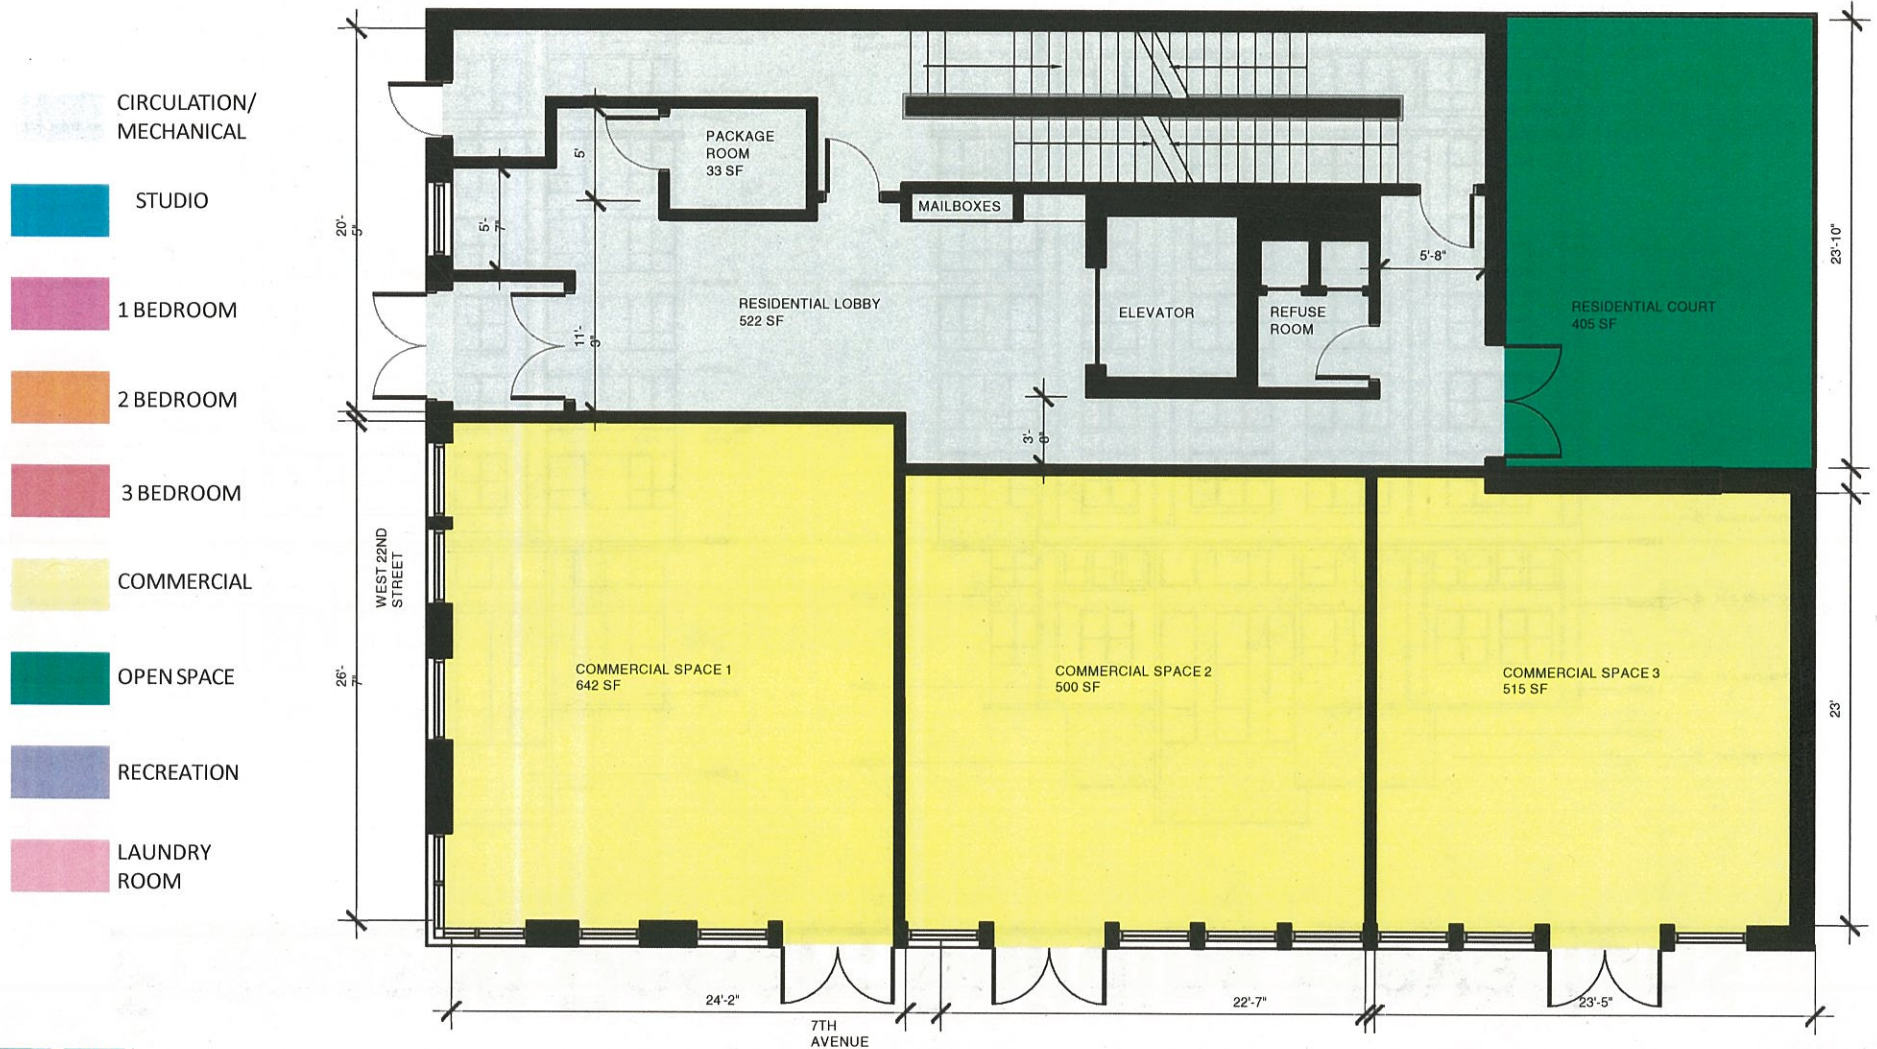 CIRCULATION/
MECHANICAL
STUDIO
1 BEDROOM
2 BEDROOM
3 BEDROOM
COMMERCIAL
OPEN SPACE
RECREATION
LAUNDRY
ROOM
20'-
5"
5'
5'-
7"
11'-
9"
PACKAGE
ROOM
33 SF
MAILBOXES
RESIDENTIAL LOBBY
522 SF
ELEVATOR
REFUSE
ROOM
5'-8"
RESIDENTIAL COURT
405 SF
23'-10"
3'-
8"
WEST 22ND
STREET
26'-
7"
COMMERCIAL SPACE 1
642 SF
COMMERCIAL SPACE 2
500 SF
COMMERCIAL SPACE 3
515 SF
23'
24'-2"
22'-7"
23'-5"
7TH
AVENUE